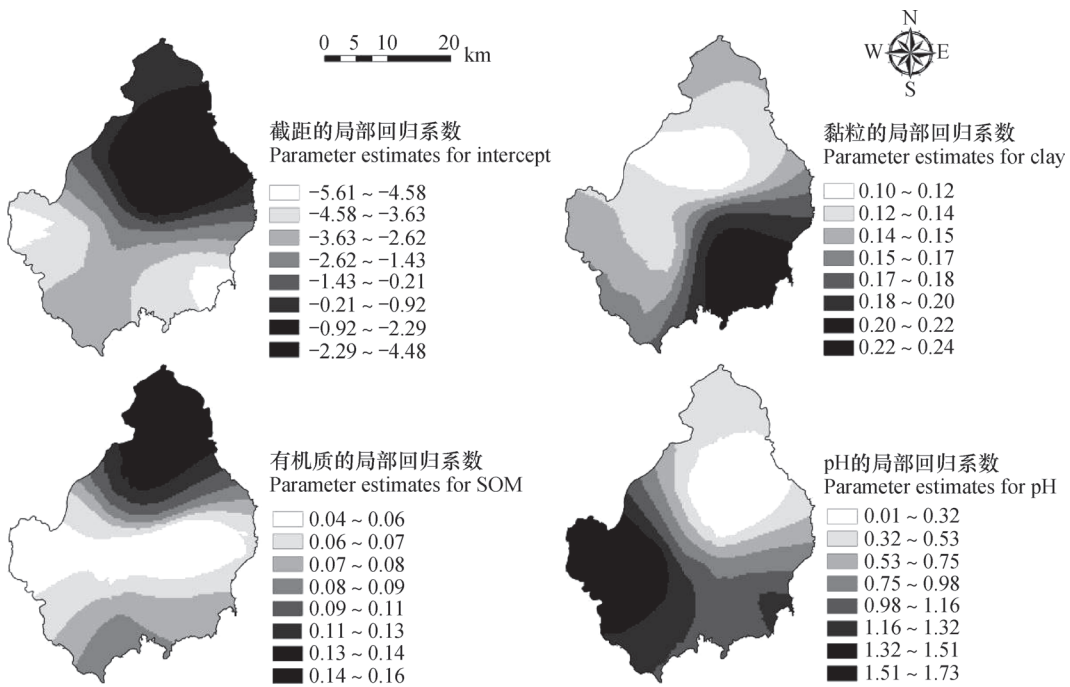 0 5 10 20
km
N
W E
S
截距的局部回归系数
Parameter estimates for intercept
−5.61 ~ −4.58
−4.58 ~ −3.63
−3.63 ~ −2.62
−2.62 ~ −1.43
−1.43 ~ −0.21
−0.21 ~ −0.92
−0.92 ~ −2.29
−2.29 ~ −4.48
黏粒的局部回归系数
Parameter estimates for clay
0.10 ~ 0.12
0.12 ~ 0.14
0.14 ~ 0.15
0.15 ~ 0.17
0.17 ~ 0.18
0.18 ~ 0.20
0.20 ~ 0.22
0.22 ~ 0.24
有机质的局部回归系数
Parameter estimates for SOM
0.04 ~ 0.06
0.06 ~ 0.07
0.07 ~ 0.08
0.08 ~ 0.09
0.09 ~ 0.11
0.11 ~ 0.13
0.13 ~ 0.14
0.14 ~ 0.16
pH的局部回归系数
Parameter estimates for pH
0.01 ~ 0.32
0.32 ~ 0.53
0.53 ~ 0.75
0.75 ~ 0.98
0.98 ~ 1.16
1.16 ~ 1.32
1.32 ~ 1.51
1.51 ~ 1.73